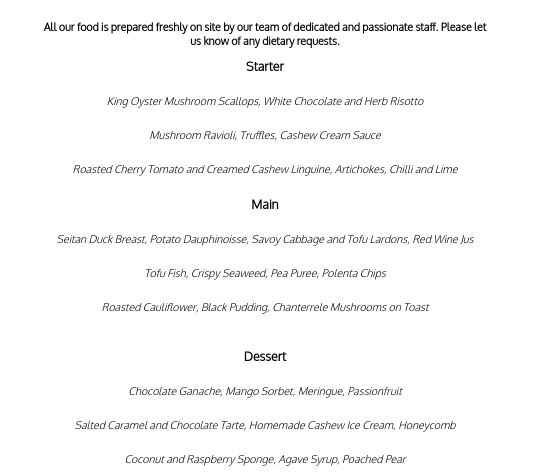 All our food is prepared freshly on site by our team of dedicated and passionate staff. Please let
us know of any dietary requests.
Starter
King Oyster Mushroom Scallops, White Chocolate and Herb Risotto
Mushroom Ravioli, Truffles, Cashew Cream Sauce
Roasted Cherry Tomato and Creamed Cashew Linguine, Artichokes, Chilli and Lime
Main
Seitan Duck Breast, Potato Dauphinoisse, Savoy Cabbage and Tofu Lardons, Red Wine Jus
Tofu Fish, Crispy Seaweed, Pea Puree, Polenta Chips
Roasted Cauliflower, Black Pudding, Chanterrele Mushrooms on Toast
Dessert
Chocolate Ganache, Mango Sorbet, Meringue, Passionfruit
Salted Caramel and Chocolate Tarte, Homemade Cashew Ice Cream, Honeycomb
Coconut and Raspberry Sponge, Agave Syrup, Poached Pear